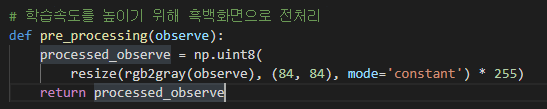 # 학습속도를 높이기 위해 흑백화면으로 전처리
def pre_processing(observe):
    processed_observe = np.uint8(
        resize(rgb2gray(observe), (84, 84), mode='constant') * 255)
    return processed_observe